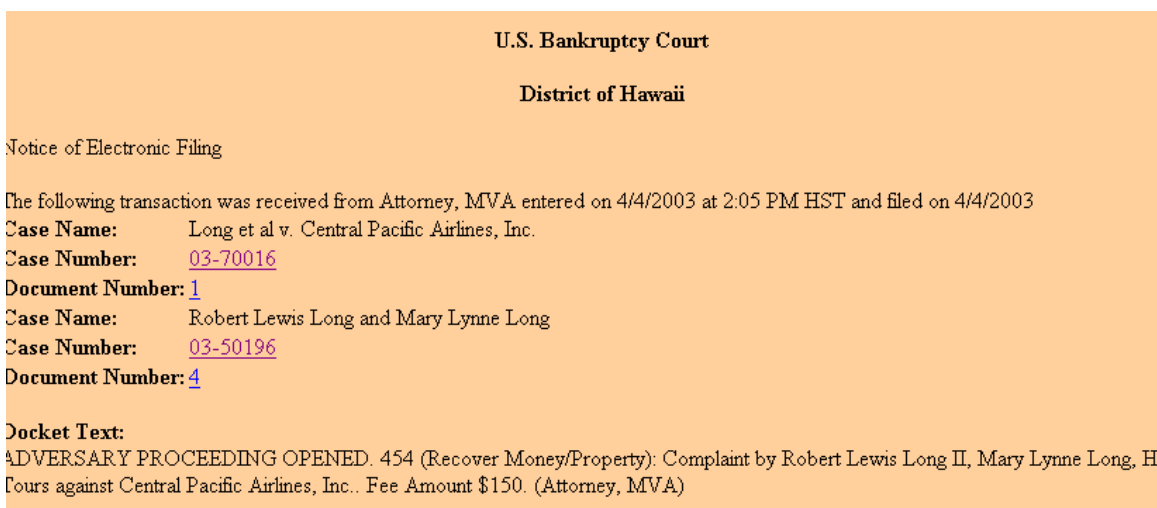 U.S. Bankruptcy Court
District of Hawaii
Notice of Electronic Filing
The following transaction was received from Attorney, MVA entered on 4/4/2003 at 2:05 PM HST and filed on 4/4/2003
Case Name: Long et al v. Central Pacific Airlines, Inc.
Case Number: 03-70016
Document Number: 1
Case Name: Robert Lewis Long and Mary Lynne Long
Case Number: 03-50196
Document Number: 4
Docket Text:
ADVERSARY PROCEEDING OPENED. 454 (Recover Money/Property): Complaint by Robert Lewis Long II, Mary Lynne Long, H
Tours against Central Pacific Airlines, Inc.. Fee Amount $150. (Attorney, MVA)